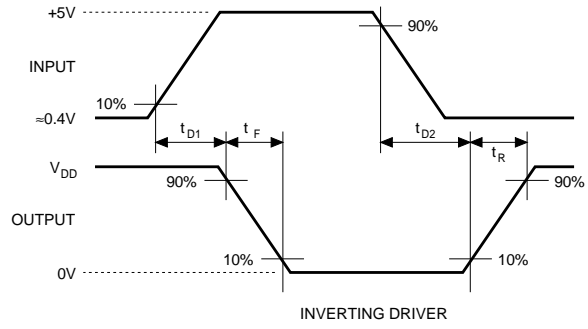 +5V
90%
INPUT
10%
≈0.4V
tD1
tF
tD2
tR
VDD
90%
90%
OUTPUT
10%
10%
0V
INVERTING DRIVER